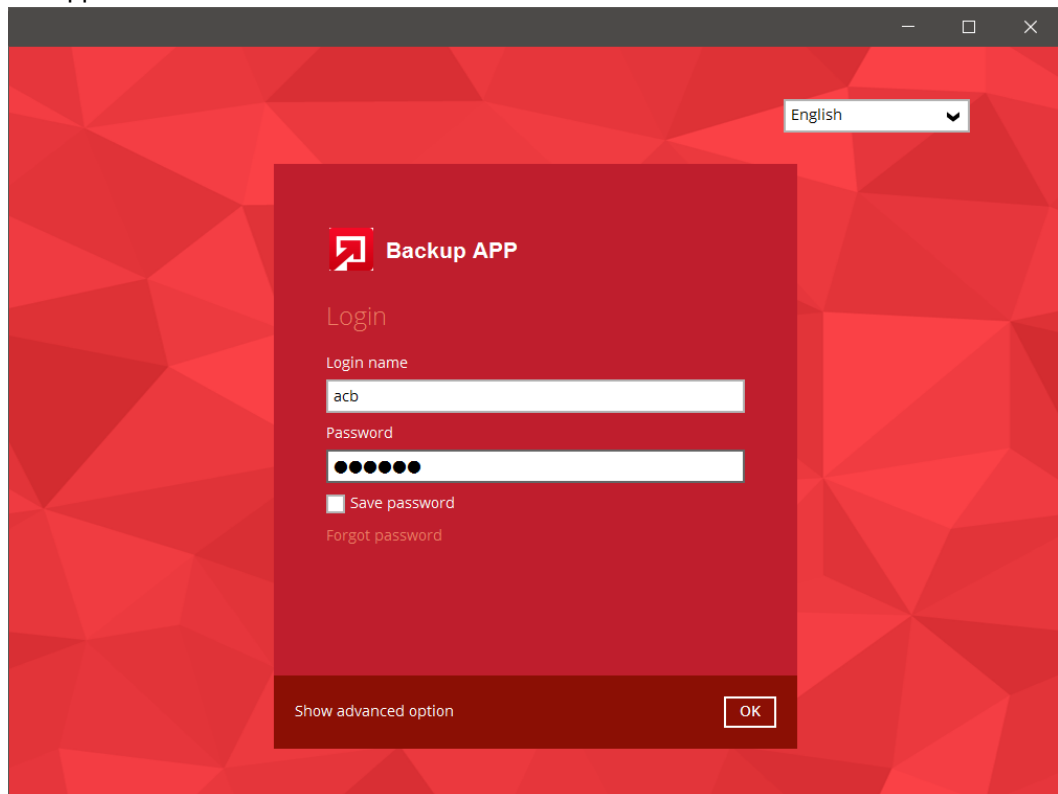 English
Backup APP
Login
Login name
acb
Password
●●●●●●
Save password
Forgot password
Show advanced option
OK